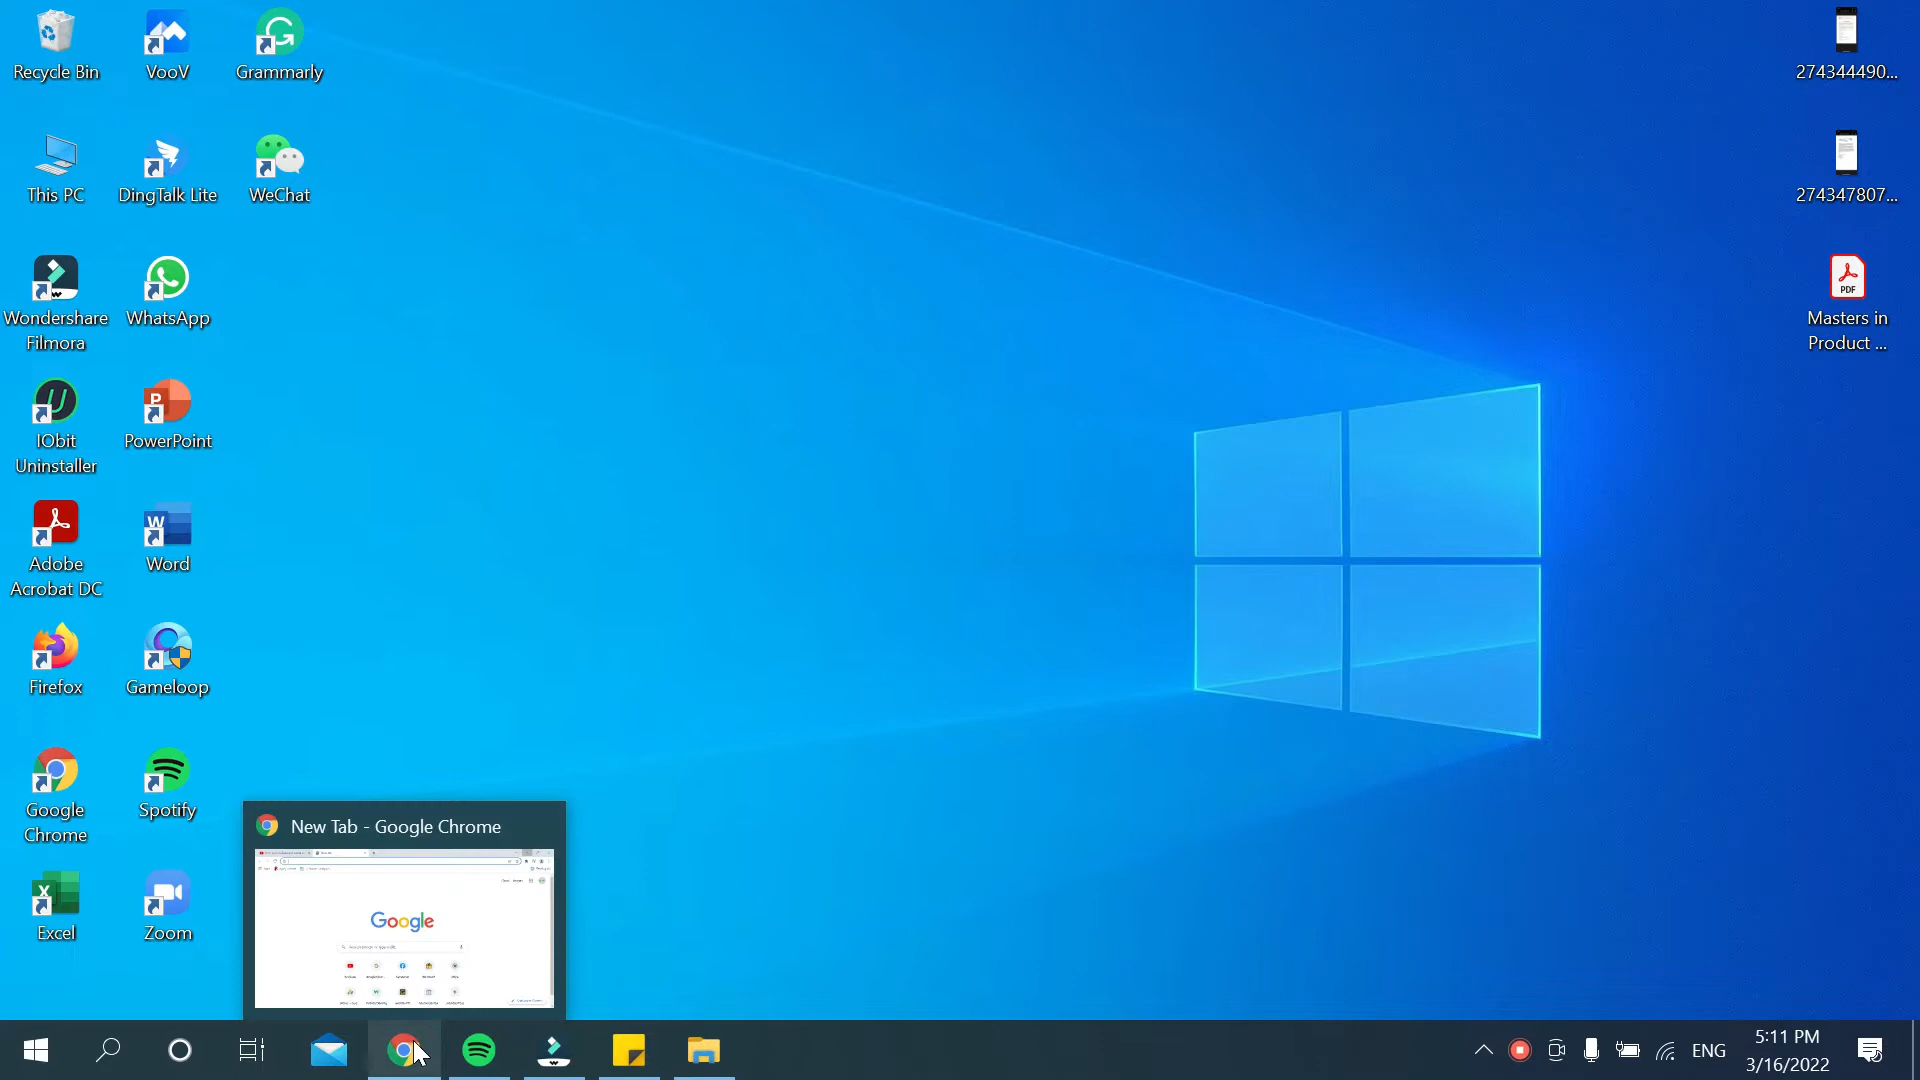 Recycle Bin
VooV
Grammarly
274344490...
This PC
DingTalk Lite
WeChat
274347807...
Wondershare
Filmora
WhatsApp
PDF
Masters in
Product ...
IObit
Uninstaller
PowerPoint
Adobe
Acrobat DC
Word
Firefox
Gameloop
Google
Chrome
Spotify
New Tab - Google Chrome
Google
Excel
Zoom
ENG
5:11 PM
3/16/2022